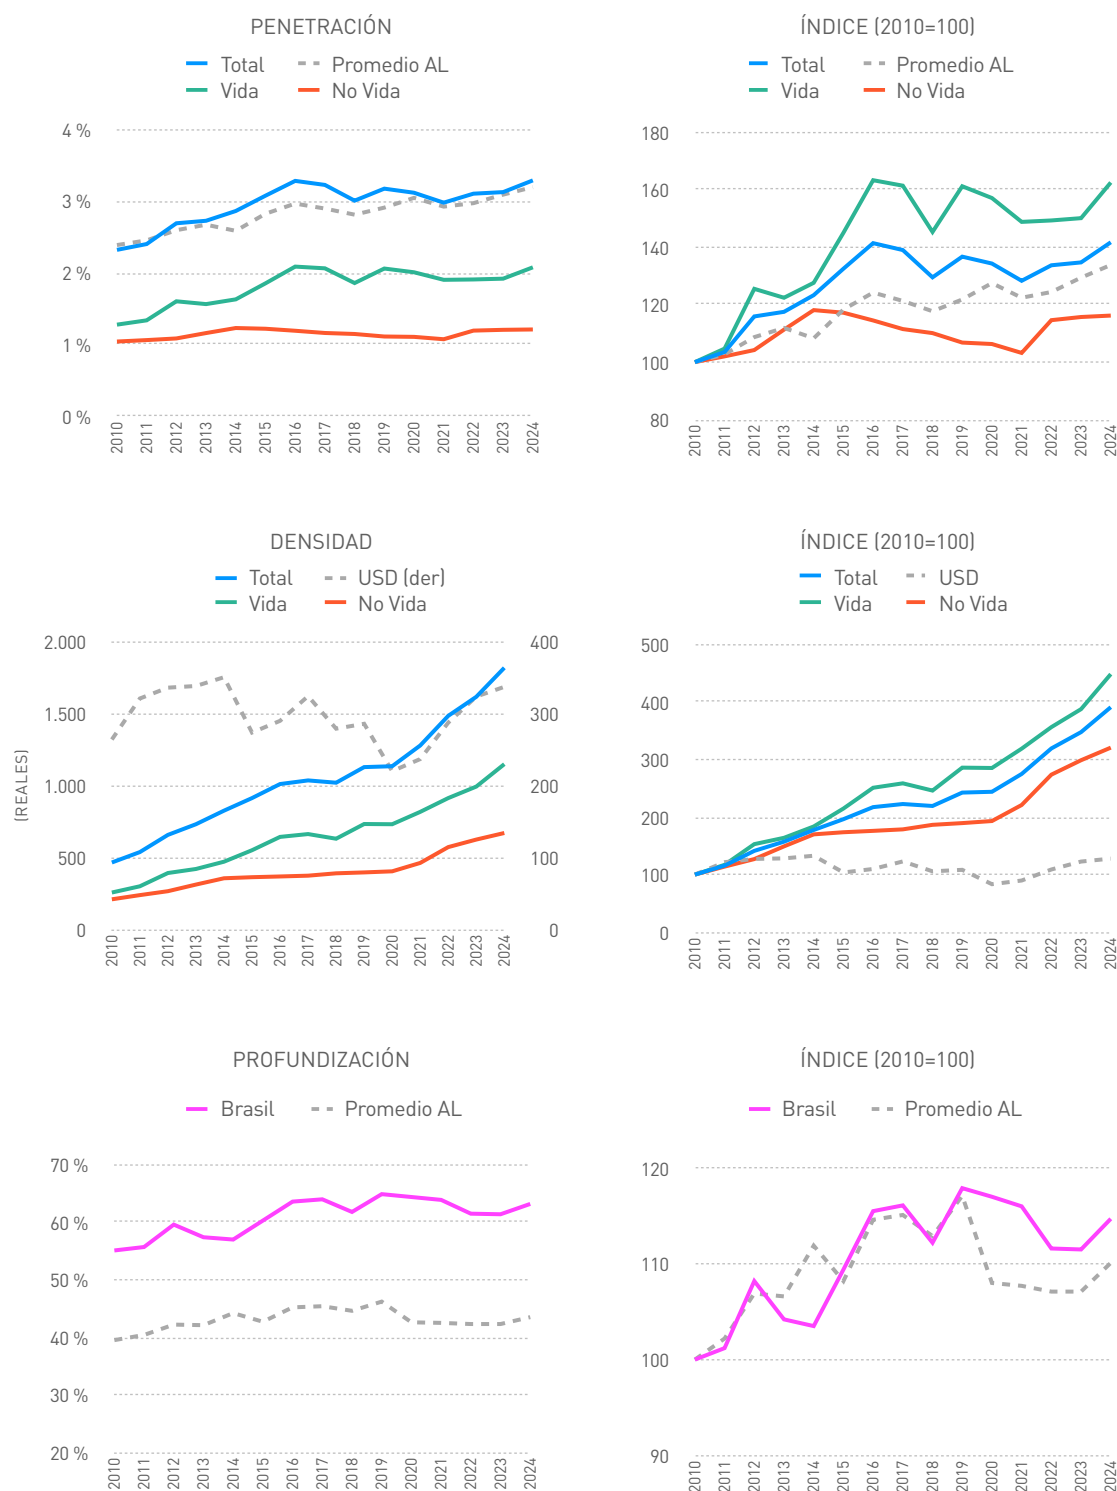 PENETRACIÓN
Total Promedio AL
Vida No Vida
4 %
3 %
2 %
1 %
0 %
2010 2011 2012 2013 2014 2015 2016 2017 2018 2019 2020 2021 2022 2023 2024
ÍNDICE (2010=100)
Total Promedio AL
Vida No Vida
180
160
140
120
100
80
2010 2011 2012 2013 2014 2015 2016 2017 2018 2019 2020 2021 2022 2023 2024
DENSIDAD
Total USD (der)
Vida No Vida
(REALES)
2.000 400
1.500 300
1.000 200
500 100
0 0
2010 2011 2012 2013 2014 2015 2016 2017 2018 2019 2020 2021 2022 2023 2024
ÍNDICE (2010=100)
Total USD
Vida No Vida
500
400
300
200
100
0
2010 2011 2012 2013 2014 2015 2016 2017 2018 2019 2020 2021 2022 2023 2024
PROFUNDIZACIÓN
Brasil Promedio AL
70 %
60 %
50 %
40 %
30 %
20 %
2010 2011 2012 2013 2014 2015 2016 2017 2018 2019 2020 2021 2022 2023 2024
ÍNDICE (2010=100)
Brasil Promedio AL
120
110
100
90
2010 2011 2012 2013 2014 2015 2016 2017 2018 2019 2020 2021 2022 2023 2024